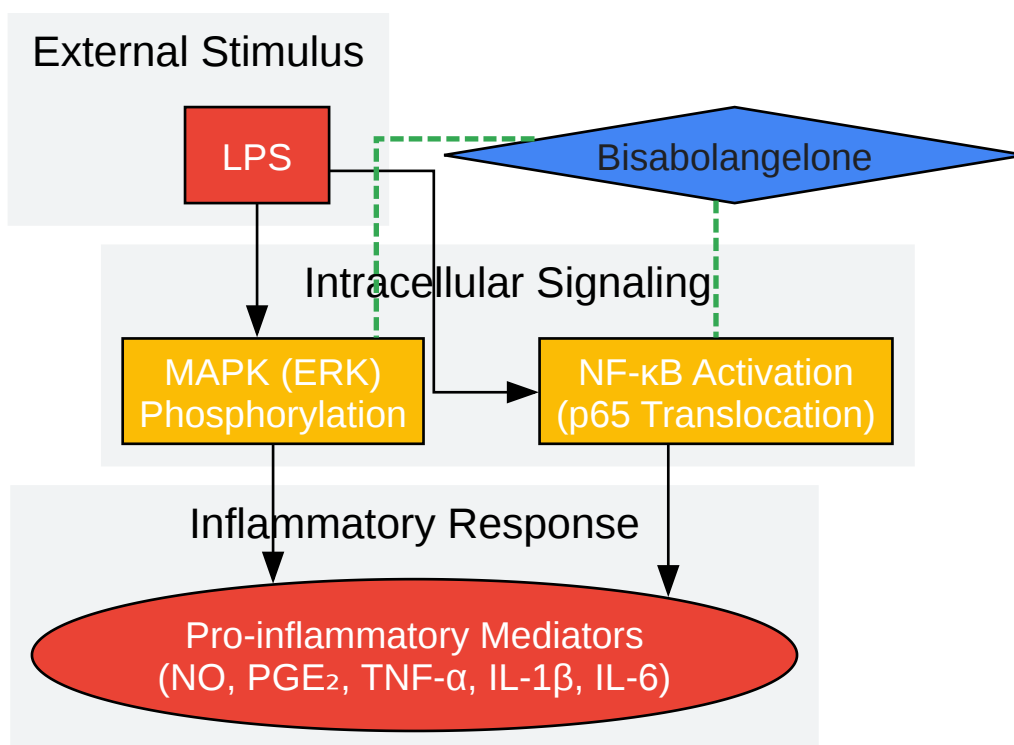 External Stimulus
LPS
Bisabolangelone
Intracellular Signaling
MAPK (ERK)
Phosphorylation
NF-κB Activation
(p65 Translocation)
Inflammatory Response
Pro-inflammatory Mediators
(NO, PGE₂, TNF-α, IL-1β, IL-6)